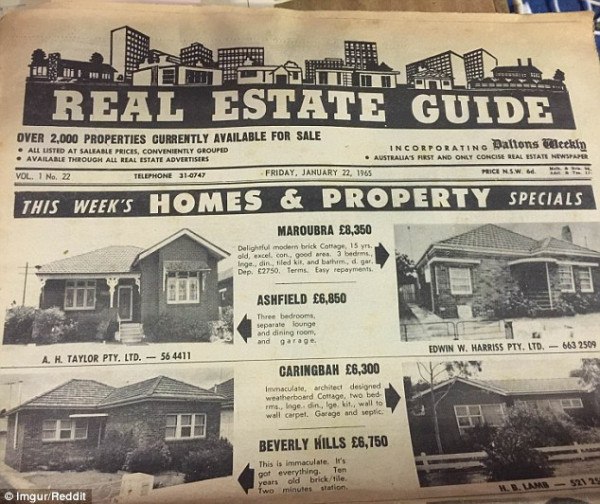 REAL ESTATE GUIDE
OVER 2,000 PROPERTIES CURRENTLY AVAILABLE FOR SALE
● ALL LISTED AT SALEABLE PRICES, CONVENIENTLY GROUPED
● AVAILABLE THROUGH ALL REAL ESTATE ADVERTISERS
INCORPORATING Daltons Weekly
● AUSTRALIA'S FIRST AND ONLY CONCISE REAL ESTATE NEWSPAPER
VOL. 1 No. 22 TELEPHONE 31-0747 FRIDAY, JANUARY 22, 1965 PRICE N.S.W. 6d.
THIS WEEK'S HOMES & PROPERTY SPECIALS
MAROUBRA £8,350
Delightful modern brick Cottage, 15 yrs.
old, excel. con., good area. 3 bedrms.,
lnge., din., tiled kit. and bathrm., d. gar.
Dep. £2750. Terms. Easy repayments.
ASHFIELD £6,850
Three bedrooms,
separate lounge
and dining room,
and garage.
A. H. TAYLOR PTY. LTD. — 56 4411
EDWIN W. HARRISS PTY. LTD. — 663 2509
CARINGBAH £6,300
Immaculate, architect designed
weatherboard Cottage, two bed-
rms., lnge., din., lge. kit., wall to
wall carpet. Garage and septic.
BEVERLY HILLS £6,750
This is immaculate. It's
got everything. Ten
years old brick/tile.
Two minutes station.
H. B. LAMB — 521
© Imgur/Reddit